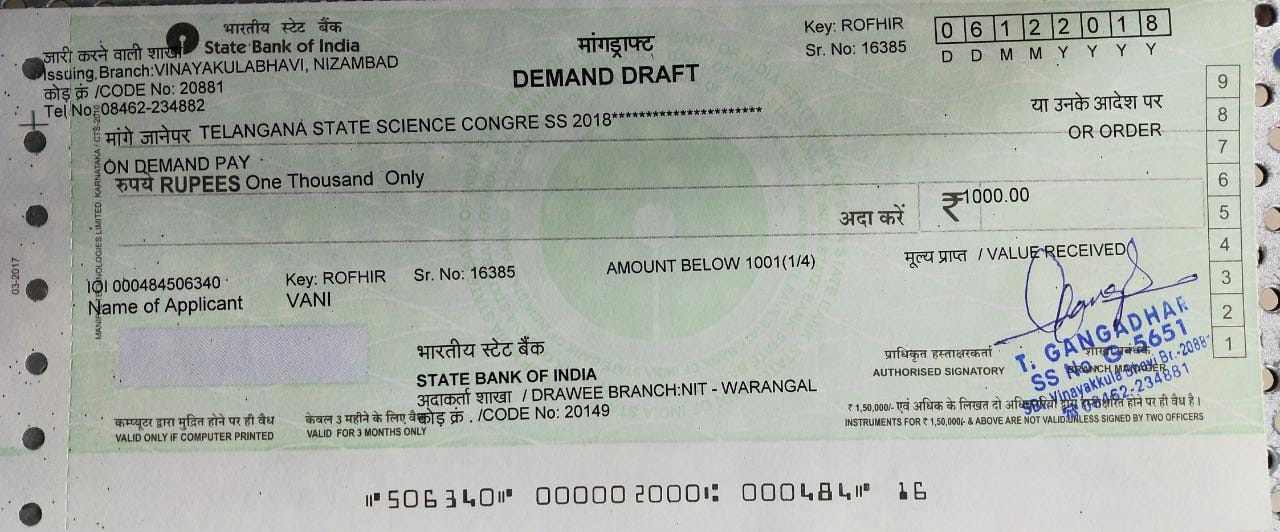 भारतीय स्टेट बैंक
State Bank of India
जारी करने वाली शाखा
Issuing Branch:VINAYAKULABHAVI, NIZAMBAD
कोड़ क्रं /CODE No: 20881
Tel No:08462-234882
मांगड्राफ्ट
DEMAND DRAFT
Key: ROFHIR
Sr. No: 16385
0 6 1 2 2 0 1 8
D D M M Y Y Y Y
मांगे जानेपर TELANGANA STATE SCIENCE CONGRE SS 2018***********************
या उनके आदेश पर
OR ORDER
ON DEMAND PAY
रुपये RUPEES One Thousand Only
अदा करें ₹ 1000.00
9
8
7
6
5
4
3
2
1
IOI 000484506340 Key: ROFHIR Sr. No: 16385 AMOUNT BELOW 1001(1/4)
मूल्य प्राप्त / VALUE RECEIVED
Name of Applicant VANI
भारतीय स्टेट बैंक
STATE BANK OF INDIA
अदाकर्ता शाखा / DRAWEE BRANCH:NIT - WARANGAL
कोड़ क्रं . /CODE No: 20149
प्राधिकृत हस्ताक्षरकर्ता
AUTHORISED SIGNATORY
BRANCH MANAGER
T. GANGADHAR
SS No G-5651
08462-234881
कम्प्यूटर द्वारा मुद्रित होने पर ही वैध
VALID ONLY IF COMPUTER PRINTED
केवल 3 महीने के लिए वैध
VALID FOR 3 MONTHS ONLY
₹ 1,50,000/- एवं अधिक के लिखत दो द्वारा हस्ताक्षरित होने पर ही वैध है।
INSTRUMENTS FOR ₹ 1,50,000/- & ABOVE ARE NOT VALID UNLESS SIGNED BY TWO OFFICERS
03-2017
⑈506340⑈ 000002000⑆ 000484⑈ 16